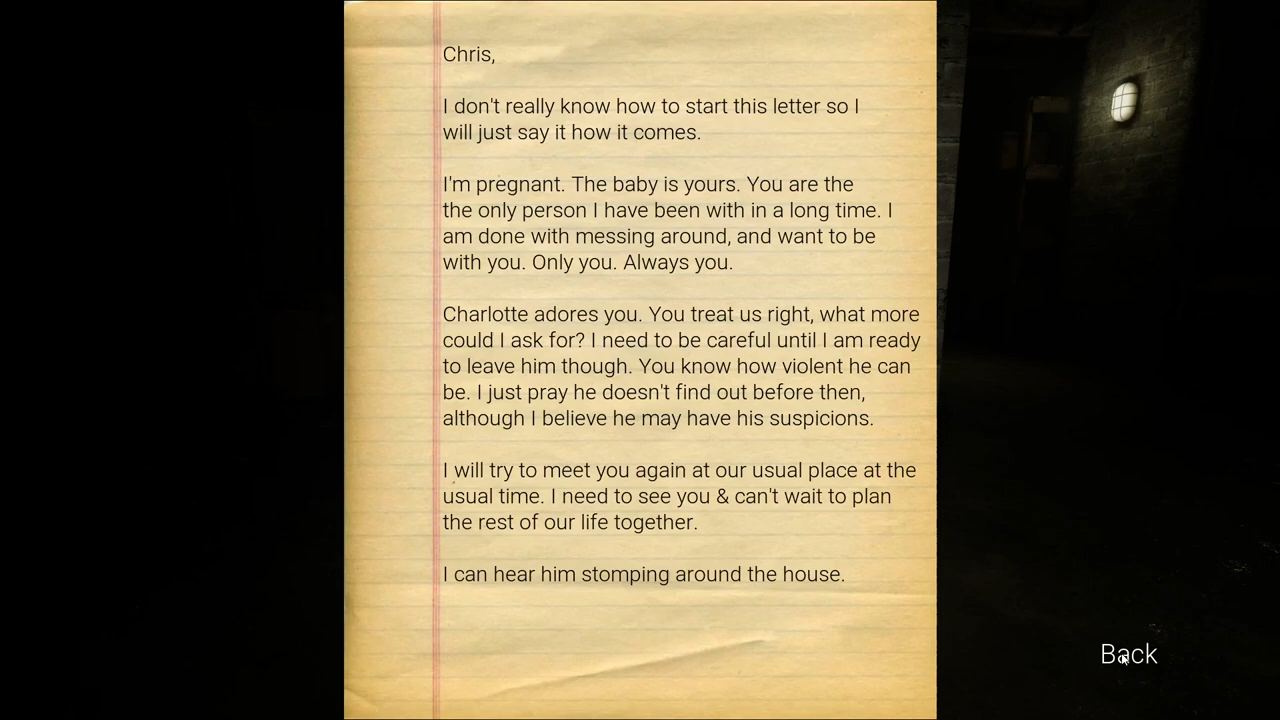 Chris,
I don't really know how to start this letter so I
will just say it how it comes.
I'm pregnant. The baby is yours. You are the
the only person I have been with in a long time. I
am done with messing around, and want to be
with you. Only you. Always you.
Charlotte adores you. You treat us right, what more
could I ask for? I need to be careful until I am ready
to leave him though. You know how violent he can
be. I just pray he doesn't find out before then,
although I believe he may have his suspicions.
I will try to meet you again at our usual place at the
usual time. I need to see you & can't wait to plan
the rest of our life together.
I can hear him stomping around the house.
Back